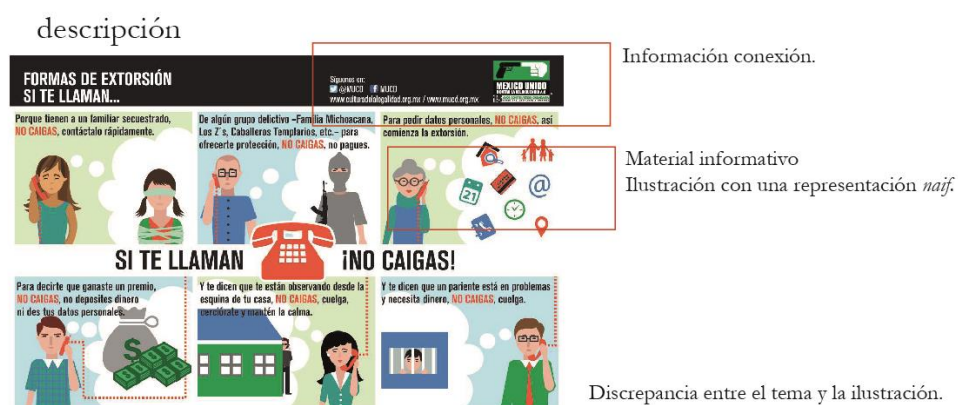 descripción
Información conexión.
FORMAS DE EXTORSIÓN
SI TE LLAMAN...
Síguenos en:
@MUCD MUCD
www.culturadelalegalidad.org.mx / www.mucd.org.mx
MEXICO UNIDO
Porque tienen a un familiar secuestrado,
NO CAIGAS, contáctalo rápidamente.
De algún grupo delictivo –Familia Michoacana,
Los Z´s, Caballeros Templarios, etc.– para
ofrecerte protección, NO CAIGAS, no pagues.
Para pedir datos personales, NO CAIGAS, así
comienza la extorsión.
21
@
Material informativo
Ilustración con una representación naif.
SI TE LLAMAN ¡NO CAIGAS!
Para decirte que ganaste un premio,
NO CAIGAS, no deposites dinero
ni des tus datos personales.
$
Y te dicen que te están observando desde la
esquina de tu casa, NO CAIGAS, cuelga,
cerciórate y mantén la calma.
Y te dicen que un pariente está en problemas
y necesita dinero, NO CAIGAS, cuelga.
Discrepancia entre el tema y la ilustración.